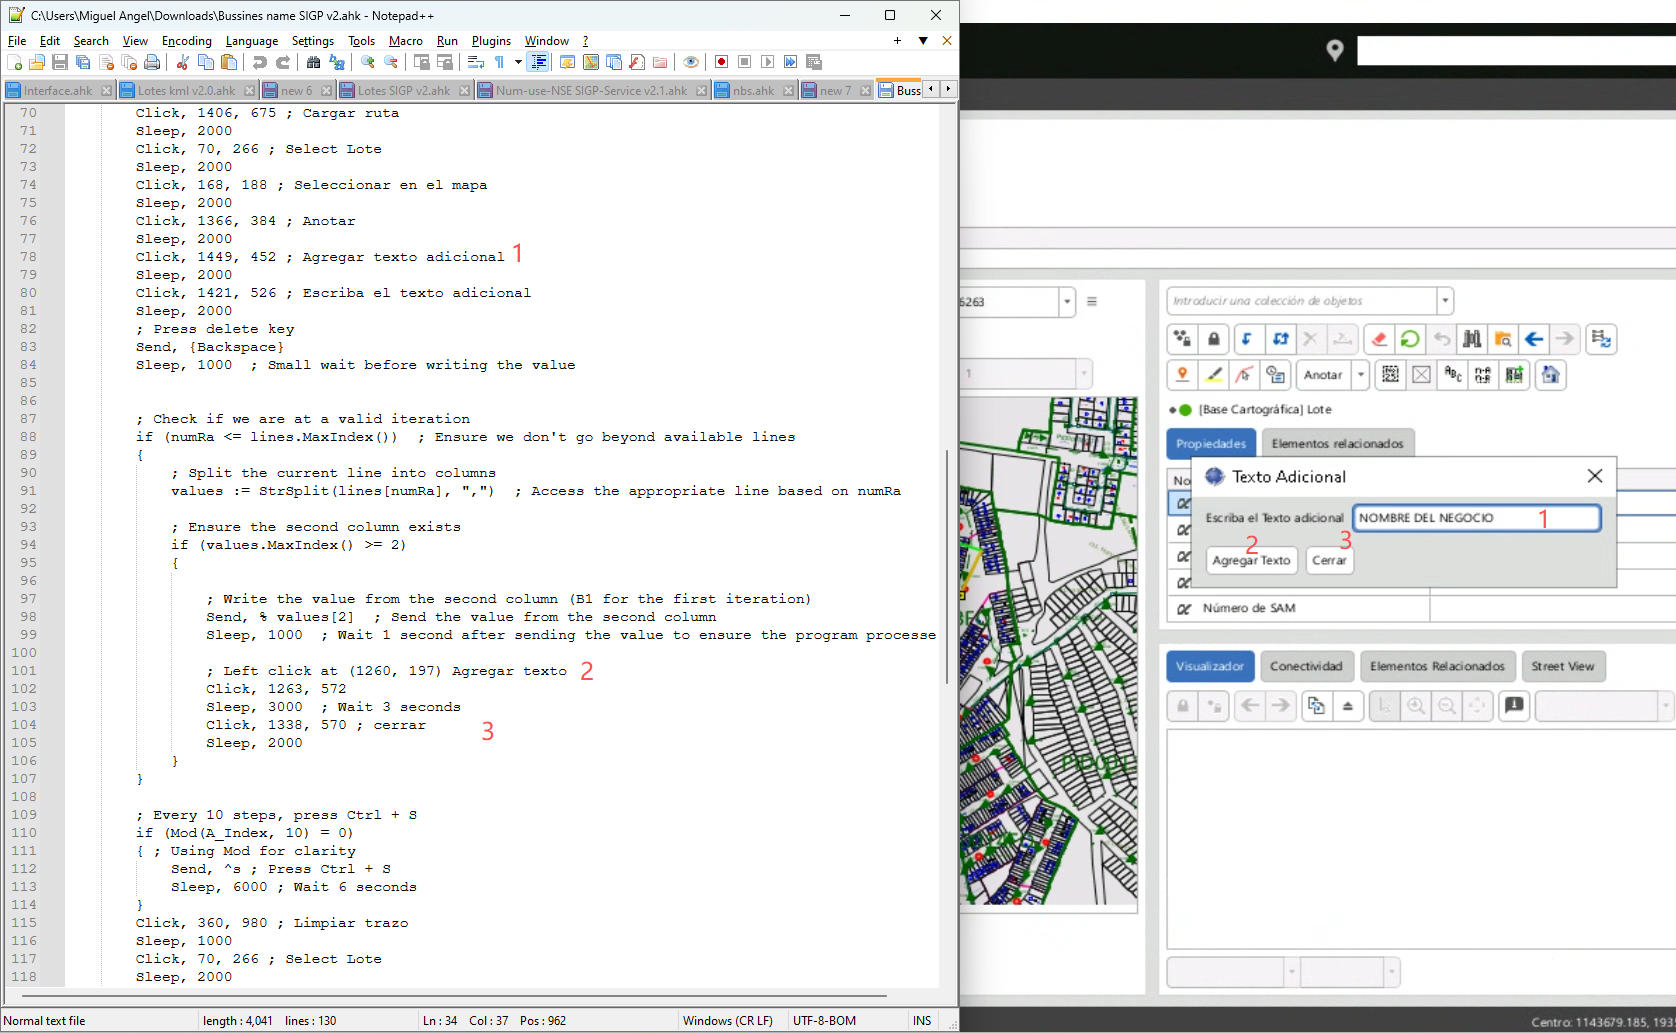 C:\Users\Miguel Angel\Downloads\Bussines name SIGP v2.ahk - Notepad++
File Edit Search View Encoding Language Settings Tools Macro Run Plugins Window ?
Interface.ahk Lotes kml v2.0.ahk new 6 Lotes SIGP v2.ahk Num-use-NSE SIGP-Service v2.1.ahk nbs.ahk new 7 Buss
70 Click, 1406, 675 ; Cargar ruta
71 Sleep, 2000
72 Click, 70, 266 ; Select Lote
73 Sleep, 2000
74 Click, 168, 188 ; Seleccionar en el mapa
75 Sleep, 2000
76 Click, 1366, 384 ; Anotar
77 Sleep, 2000
78 Click, 1449, 452 ; Agregar texto adicional 1
79 Sleep, 2000
80 Click, 1421, 526 ; Escriba el texto adicional
81 Sleep, 2000
82 ; Press delete key
83 Send, {Backspace}
84 Sleep, 1000 ; Small wait before writing the value
85
86
87 ; Check if we are at a valid iteration
88 if (numRa <= lines.MaxIndex()) ; Ensure we don't go beyond available lines
89 {
90 ; Split the current line into columns
91 values := StrSplit(lines[numRa], ",") ; Access the appropriate line based on numRa
92
93 ; Ensure the second column exists
94 if (values.MaxIndex() >= 2)
95 {
96
97 ; Write the value from the second column (B1 for the first iteration)
98 Send, % values[2] ; Send the value from the second column
99 Sleep, 1000 ; Wait 1 second after sending the value to ensure the program processe
100
101 ; Left click at (1260, 197) Agregar texto 2
102 Click, 1263, 572
103 Sleep, 3000 ; Wait 3 seconds
104 Click, 1338, 570 ; cerrar 3
105 Sleep, 2000
106 }
107 }
108
109 ; Every 10 steps, press Ctrl + S
110 if (Mod(A_Index, 10) = 0)
111 { ; Using Mod for clarity
112 Send, ^s ; Press Ctrl + S
113 Sleep, 6000 ; Wait 6 seconds
114 }
115 Click, 360, 980 ; Limpiar trazo
116 Sleep, 1000
117 Click, 70, 266 ; Select Lote
118 Sleep, 2000
Normal text file length : 4,041 lines : 130 Ln : 34 Col : 37 Pos : 962 Windows (CR LF) UTF-8-BOM INS
6263
1
Introducir una colección de objetos
Anotar
[Base Cartográfica] Lote
Propiedades Elementos relacionados
No
Texto Adicional
Escriba el Texto adicional NOMBRE DEL NEGOCIO 1
2 3
Agregar Texto Cerrar
Número de SAM
Visualizador Conectividad Elementos Relacionados Street View
Centro: 1143679.185, 193